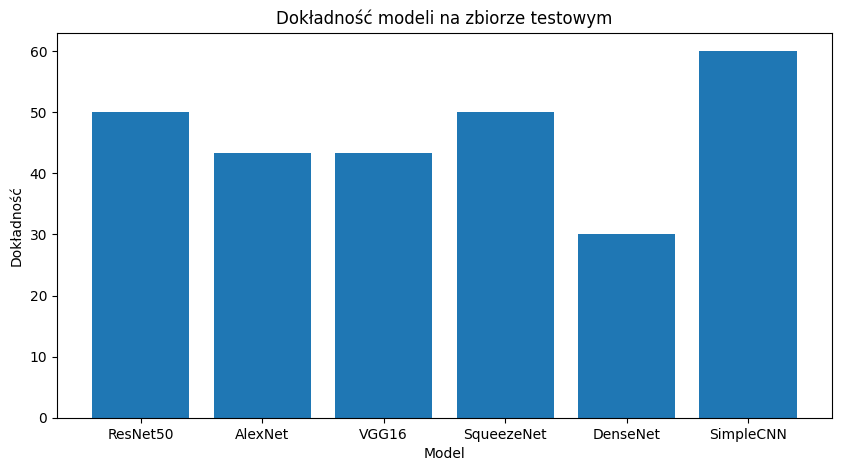 Dokładność modeli na zbiorze testowym
Dokładność
60
50
40
30
20
10
0
ResNet50 AlexNet VGG16 SqueezeNet DenseNet SimpleCNN
Model